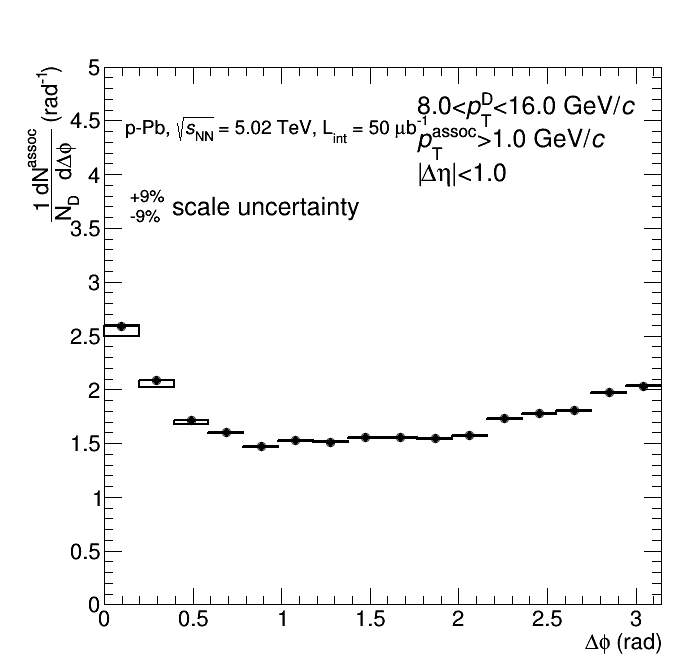 1 dN^assoc / N_D dΔφ (rad⁻¹)
8.0<p_T^D<16.0 GeV/c
p-Pb, √s_NN = 5.02 TeV, L_int = 50 μb⁻¹
p_T^assoc>1.0 GeV/c
|Δη|<1.0
+9%
-9% scale uncertainty
5
4.5
4
3.5
3
2.5
2
1.5
1
0.5
0
0 0.5 1 1.5 2 2.5 3
Δφ (rad)